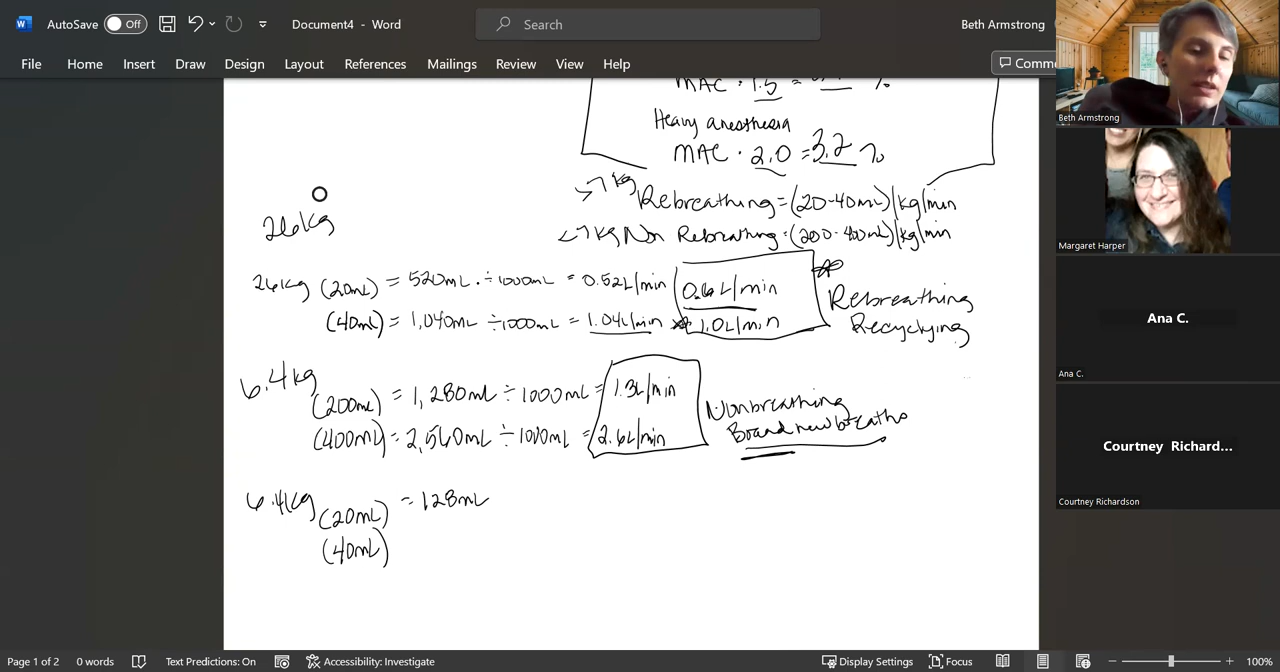 AutoSave Off Document4 - Word Search Beth Armstrong
File Home Insert Draw Design Layout References Mailings Review View Help Comme
MAC · 1.5 = %
Heavy anesthesia
MAC · 2.0 = 3.2 %
>7kg Rebreathing = (20-40mL)/kg/min
26kg
<7kg Non Rebreathing = (200-400mL)/kg/min
26kg (20mL) = 520mL ÷ 1000mL = 0.52L/min 0.6L/min
(40mL) = 1,040mL ÷ 1000mL = 1.04L/min 1.0L/min
Rebreathing
Recyclying
6.4kg (200mL) = 1,280mL ÷ 1000mL = 1.3L/min
(400mL) = 2,560mL ÷ 1000mL = 2.6L/min
Nonbreathing
Brand new breaths
6.4kg (20mL) = 128mL
(40mL)
Beth Armstrong
Margaret Harper
Ana C.
Ana C.
Courtney Richard...
Courtney Richardson
Page 1 of 2 0 words Text Predictions: On Accessibility: Investigate Display Settings Focus 100%